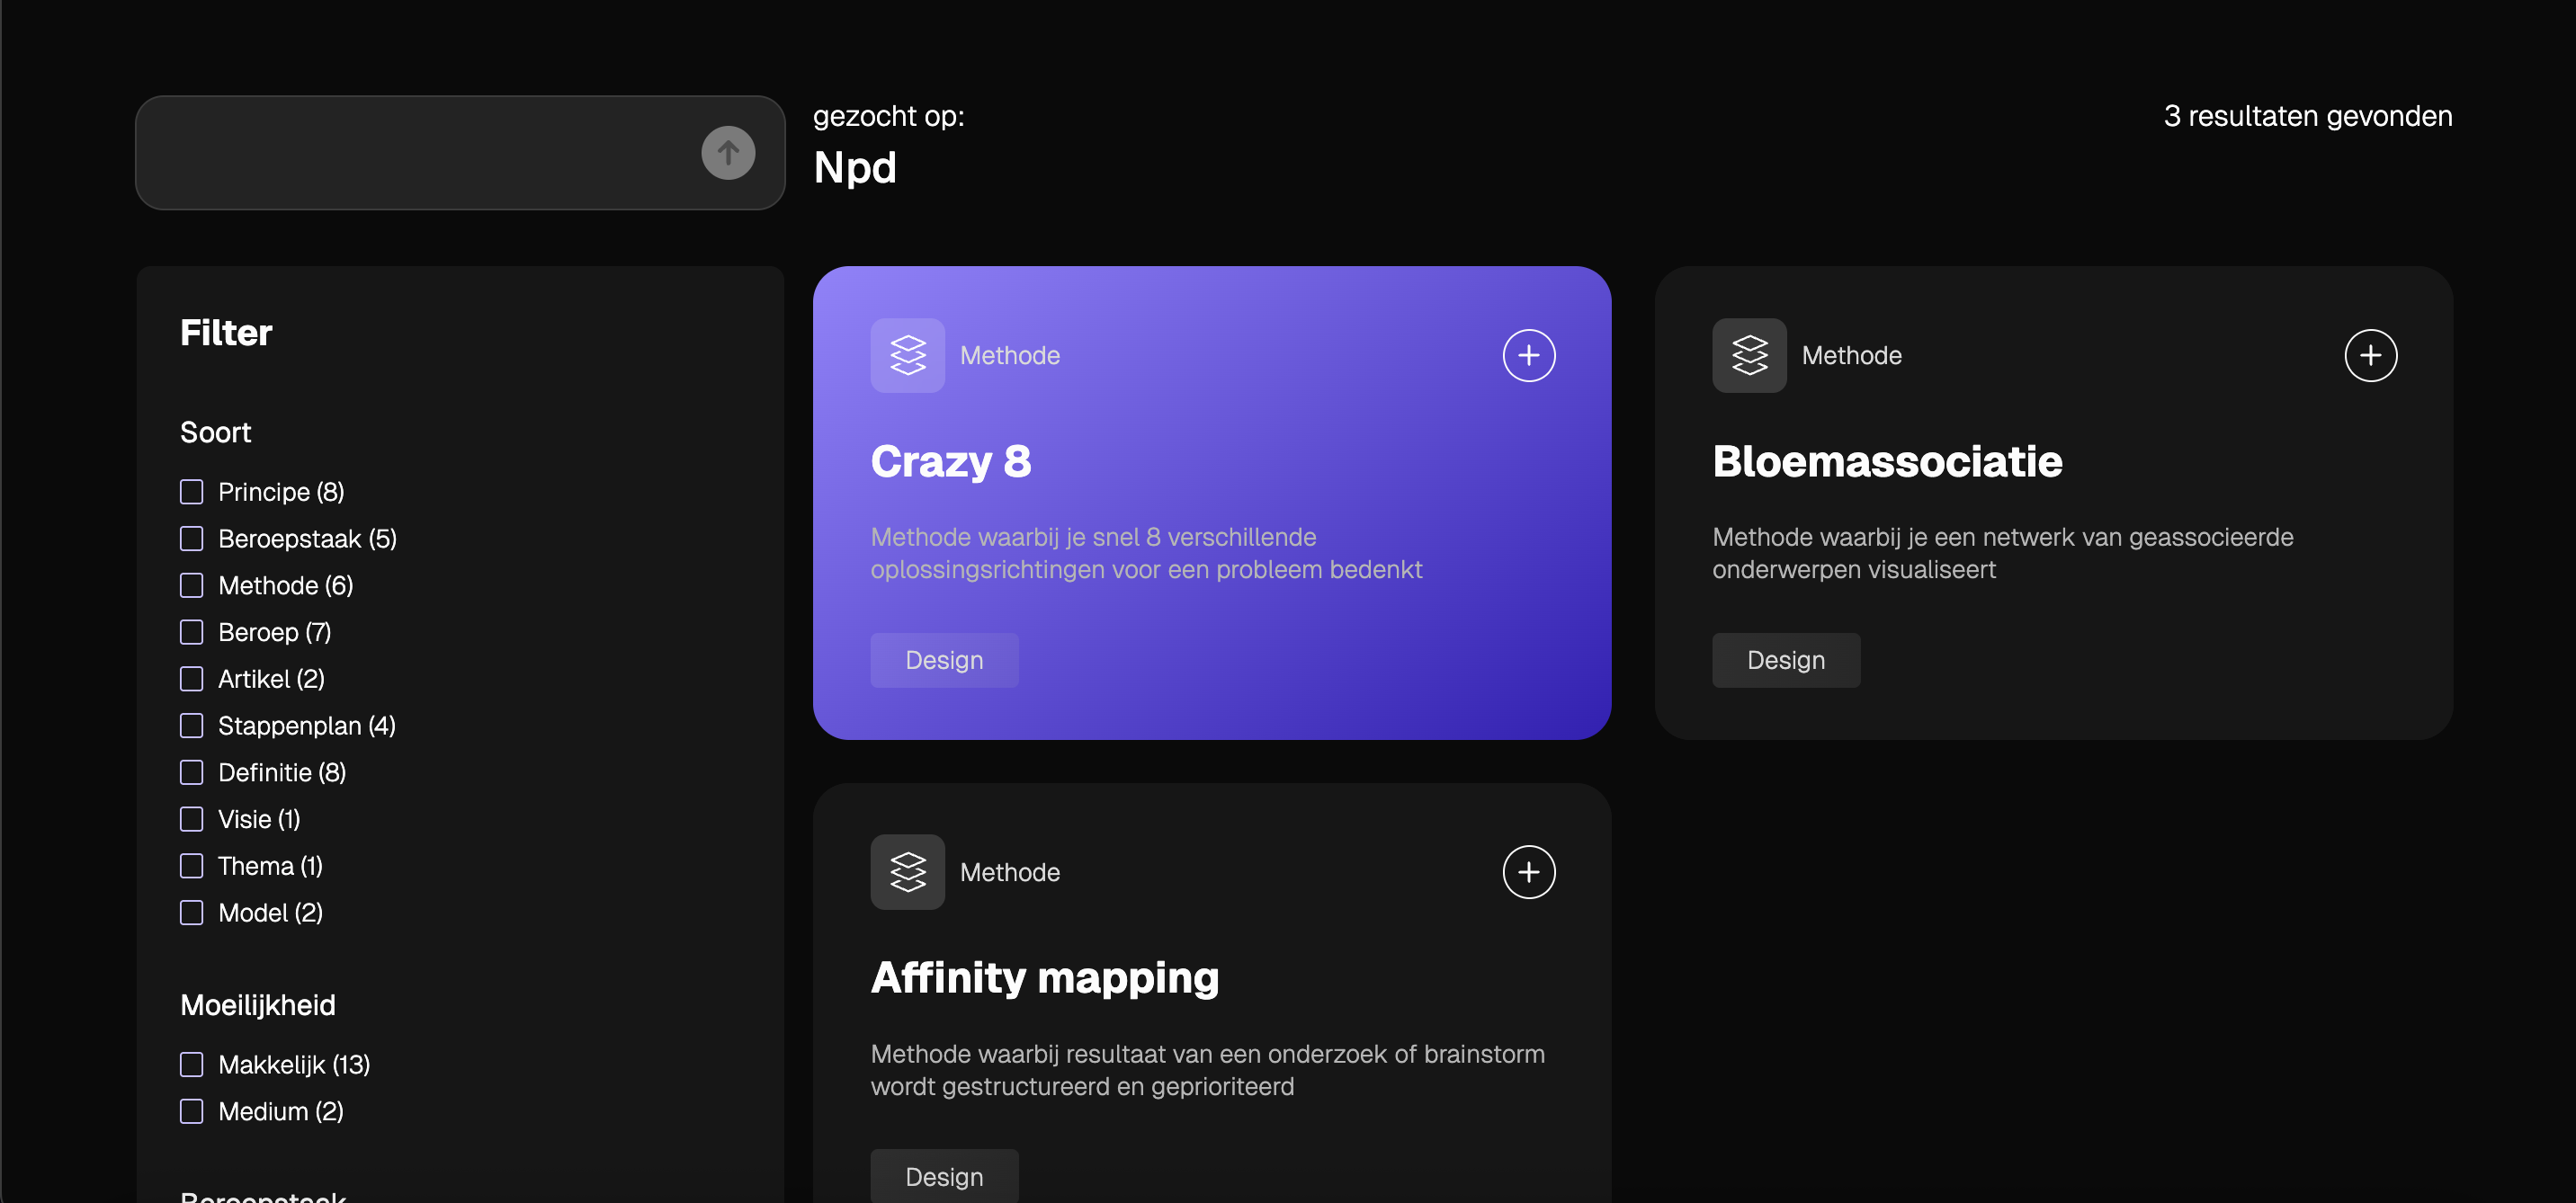 gezocht op:
Npd
3 resultaten gevonden
Filter
Soort
Principe (8)
Beroepstaak (5)
Methode (6)
Beroep (7)
Artikel (2)
Stappenplan (4)
Definitie (8)
Visie (1)
Thema (1)
Model (2)
Moeilijkheid
Makkelijk (13)
Medium (2)
Beroepstaak
Methode
Crazy 8
Methode waarbij je snel 8 verschillende
oplossingsrichtingen voor een probleem bedenkt
Design
Methode
Bloemassociatie
Methode waarbij je een netwerk van geassocieerde
onderwerpen visualiseert
Design
Methode
Affinity mapping
Methode waarbij resultaat van een onderzoek of brainstorm
wordt gestructureerd en geprioriteerd
Design